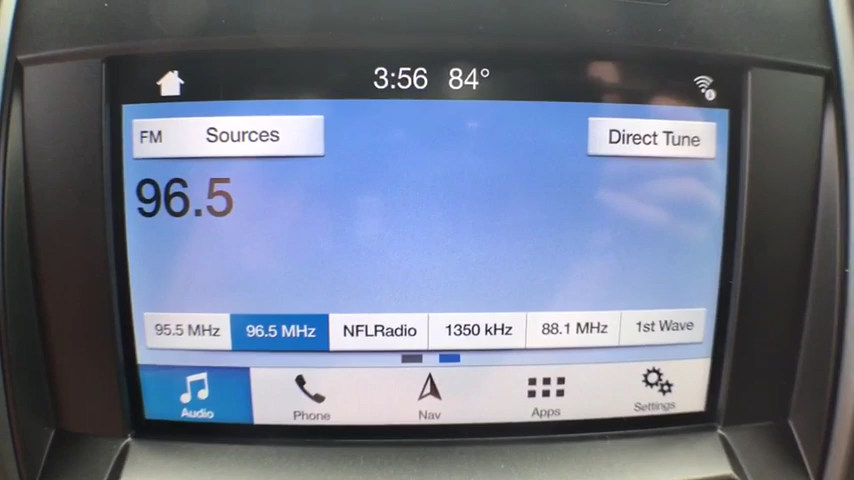 3:56 84°
FM Sources
Direct Tune
96.5
95.5 MHz 96.5 MHz NFLRadio 1350 kHz 88.1 MHz 1st Wave
Audio Phone Nav Apps Settings